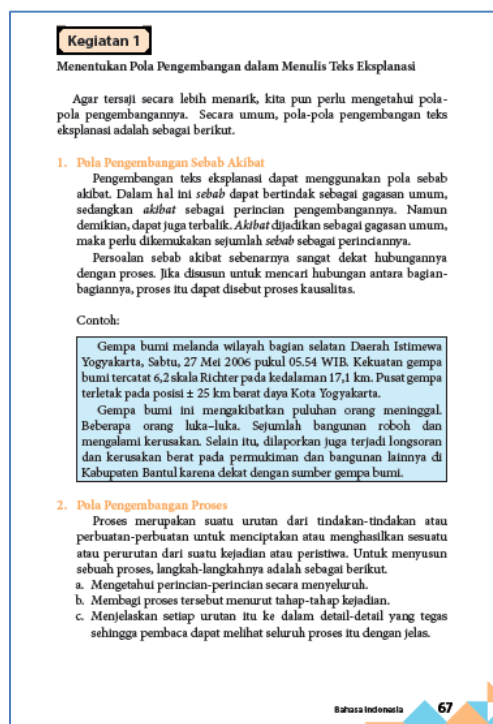 Kegiatan 1
Menentukan Pola Pengembangan dalam Menulis Teks Eksplanasi
Agar tersaji secara lebih menarik, kita pun perlu mengetahui pola-
pola pengembangannya. Secara umum, pola-pola pengembangan teks
eksplanasi adalah sebagai berikut.
1. Pola Pengembangan Sebab Akibat
Pengembangan teks eksplanasi dapat menggunakan pola sebab
akibat. Dalam hal ini sebab dapat bertindak sebagai gagasan umum,
sedangkan akibat sebagai perincian pengembangannya. Namun
demikian, dapat juga terbalik. Akibat dijadikan sebagai gagasan umum,
maka perlu dikemukakan sejumlah sebab sebagai perinciannya.
Persoalan sebab akibat sebenarnya sangat dekat hubungannya
dengan proses. Jika disusun untuk mencari hubungan antara bagian-
bagiannya, proses itu dapat disebut proses kausalitas.
Contoh:
Gempa bumi melanda wilayah bagian selatan Daerah Istimewa
Yogyakarta, Sabtu, 27 Mei 2006 pukul 05.54 WIB. Kekuatan gempa
bumi tercatat 6,2 skala Richter pada kedalaman 17,1 km. Pusat gempa
terletak pada posisi ± 25 km barat daya Kota Yogyakarta.
Gempa bumi ini mengakibatkan puluhan orang meninggal.
Beberapa orang luka–luka. Sejumlah bangunan roboh dan
mengalami kerusakan. Selain itu, dilaporkan juga terjadi longsoran
dan kerusakan berat pada permukiman dan bangunan lainnya di
Kabupaten Bantul karena dekat dengan sumber gempa bumi.
2. Pola Pengembangan Proses
Proses merupakan suatu urutan dari tindakan-tindakan atau
perbuatan-perbuatan untuk menciptakan atau menghasilkan sesuatu
atau perurutan dari suatu kejadian atau peristiwa. Untuk menyusun
sebuah proses, langkah-langkahnya adalah sebagai berikut.
a. Mengetahui perincian-perincian secara menyeluruh.
b. Membagi proses tersebut menurut tahap-tahap kejadian.
c. Menjelaskan setiap urutan itu ke dalam detail-detail yang tegas
sehingga pembaca dapat melihat seluruh proses itu dengan jelas.
Bahasa Indonesia 67